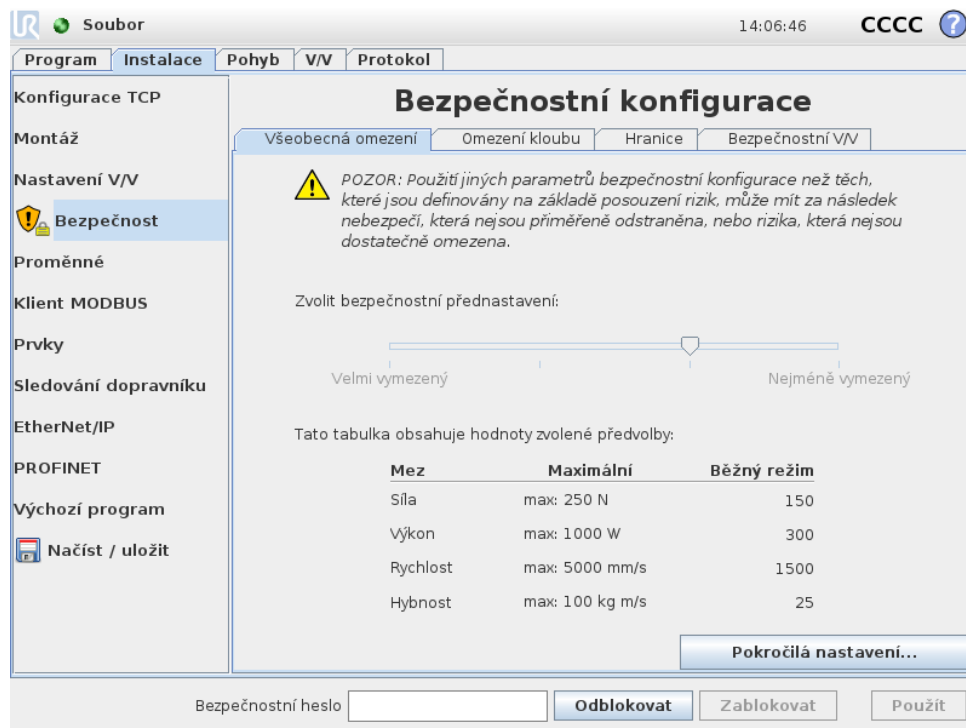 UR Soubor 14:06:46 CCCC ?
Program Instalace Pohyb V/V Protokol
Konfigurace TCP
Montáž
Nastavení V/V
Bezpečnost
Proměnné
Klient MODBUS
Prvky
Sledování dopravníku
EtherNet/IP
PROFINET
Výchozí program
Načíst / uložit
Bezpečnostní konfigurace
Všeobecná omezení Omezení kloubu Hranice Bezpečnostní V/V
POZOR: Použití jiných parametrů bezpečnostní konfigurace než těch,
které jsou definovány na základě posouzení rizik, může mít za následek
nebezpečí, která nejsou přiměřeně odstraněna, nebo rizika, která nejsou
dostatečně omezena.
Zvolit bezpečnostní přednastavení:
Velmi vymezený Nejméně vymezený
Tato tabulka obsahuje hodnoty zvolené předvolby:
Mez Maximální Běžný režim
Síla max: 250 N 150
Výkon max: 1000 W 300
Rychlost max: 5000 mm/s 1500
Hybnost max: 100 kg m/s 25
Pokročilá nastavení...
Bezpečnostní heslo Odblokovat Zablokovat Použít